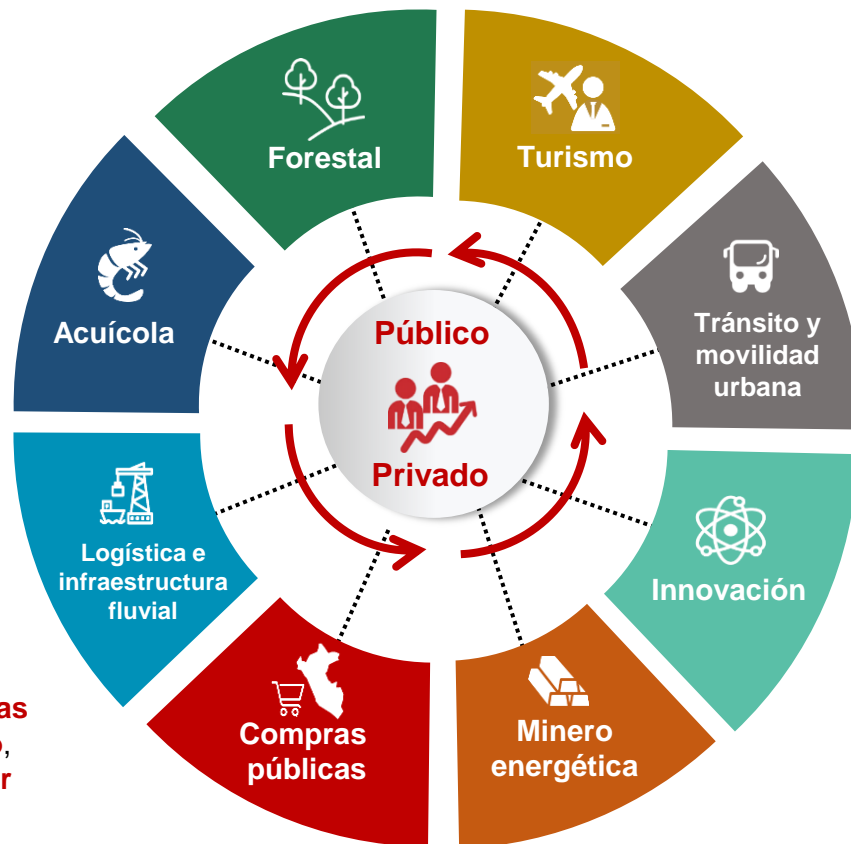 Forestal
Turismo
Acuícola
Público
Privado
Tránsito y
movilidad
urbana
Logística e
infraestructura
fluvial
Innovación
Compras
públicas
Minero
energética